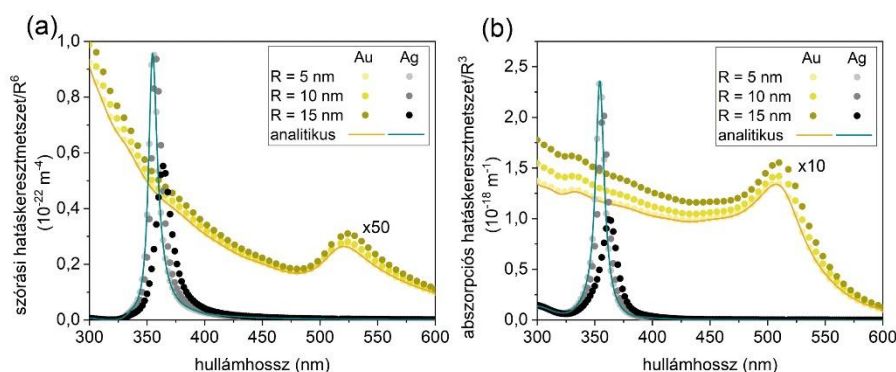 (a)
szórási hatáskeresztmetszet/R⁶
(10⁻²² m⁻⁴)
1,0
0,8
0,6
0,4
0,2
0,0
Au Ag
R = 5 nm
R = 10 nm
R = 15 nm
analitikus
x50
300 350 400 450 500 550 600
hullámhossz (nm)
(b)
abszorpciós hatáskeresztmetszet/R³
(10⁻¹⁸ m⁻¹)
2,5
2,0
1,5
1,0
0,5
0,0
Au Ag
R = 5 nm
R = 10 nm
R = 15 nm
analitikus
x10
300 350 400 450 500 550 600
hullámhossz (nm)